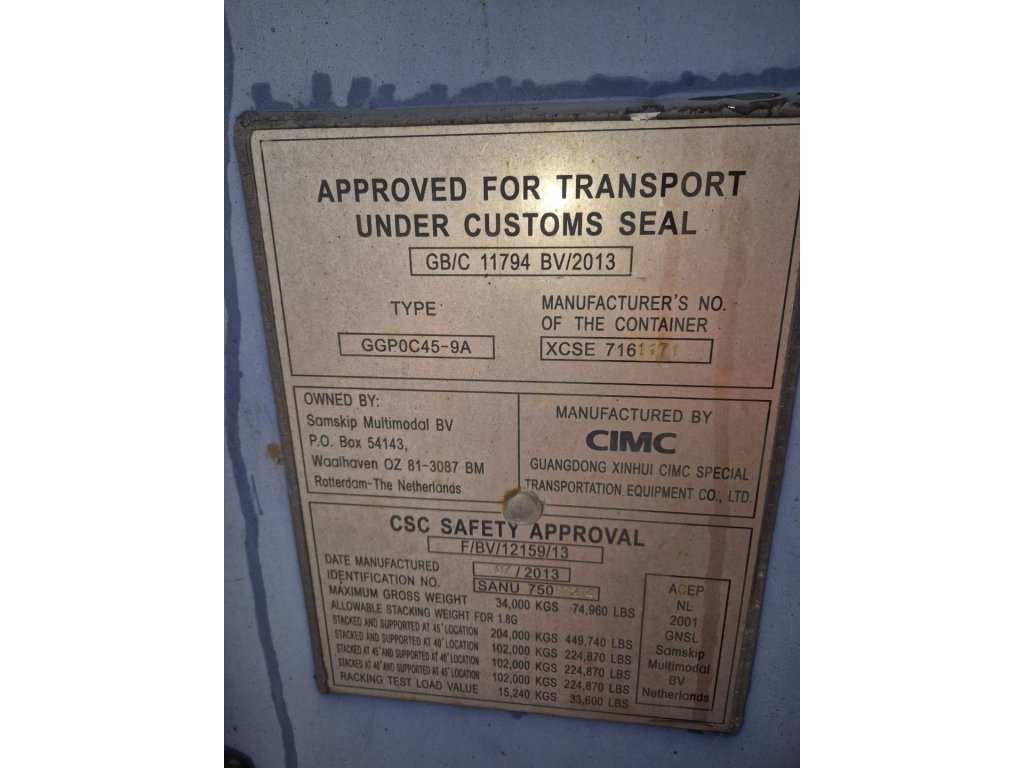 APPROVED FOR TRANSPORT
UNDER CUSTOMS SEAL
GB/C 11794 BV/2013
TYPE
GGP0C45-9A
MANUFACTURER'S NO.
OF THE CONTAINER
XCSE 7161171
OWNED BY:
Samskip Multimodal BV
P.O. Box 54143,
Waalhaven OZ 81-3087 BM
Rotterdam-The Netherlands
MANUFACTURED BY
CIMC
GUANGDONG XINHUI CIMC SPECIAL
TRANSPORTATION EQUIPMENT CO., LTD.
CSC SAFETY APPROVAL
F/BV/12159/13
DATE MANUFACTURED /2013
IDENTIFICATION NO. SANU 750
MAXIMUM GROSS WEIGHT 34,000 KGS 74,960 LBS
ALLOWABLE STACKING WEIGHT FOR 1.8G
STACKED AND SUPPORTED AT 45' LOCATION 204,000 KGS 449,740 LBS
STACKED AND SUPPORTED AT 40' LOCATION 102,000 KGS 224,870 LBS
STACKED AT 45' AND SUPPORTED AT 40' LOCATION 102,000 KGS 224,870 LBS
STACKED AT 40' AND SUPPORTED AT 45' LOCATION 102,000 KGS 224,870 LBS
RACKING TEST LOAD VALUE 15,240 KGS 33,600 LBS
ACEP
NL
2001
GNSL
Samskip
Multimodal
BV
Netherlands